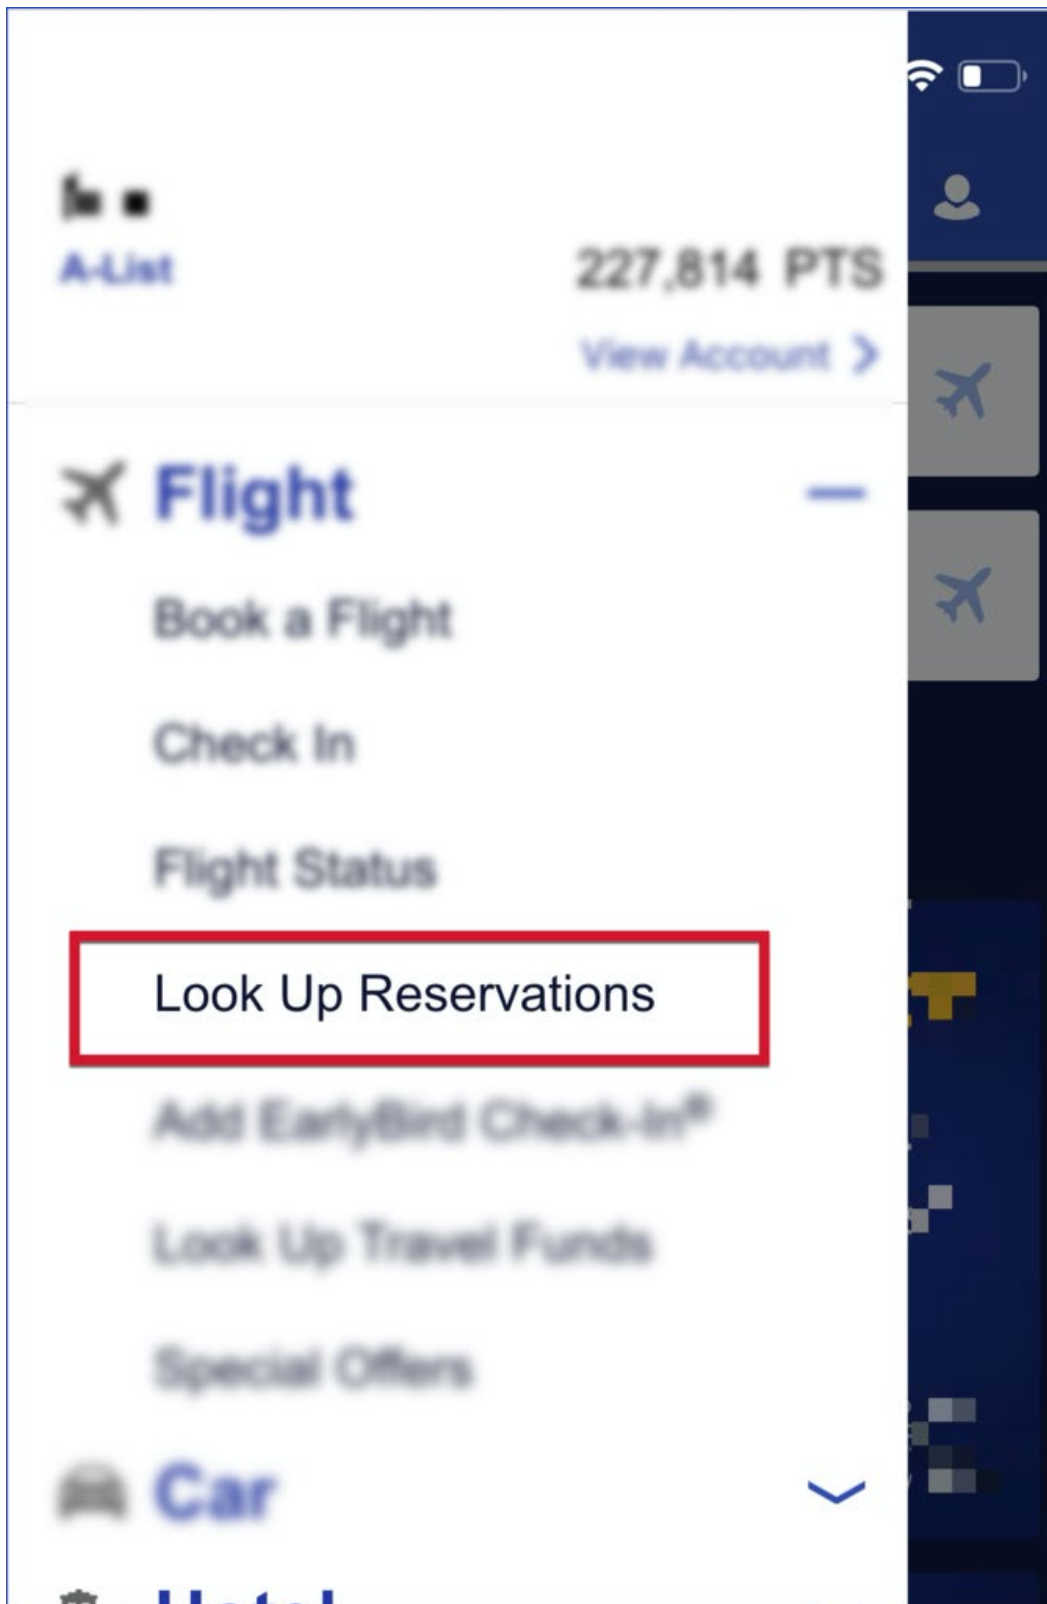 A-List
227,814 PTS
View Account
Flight
Book a Flight
Check In
Flight Status
Look Up Reservations
Add EarlyBird Check-In®
Look Up Travel Funds
Special Offers
Car
Hotel